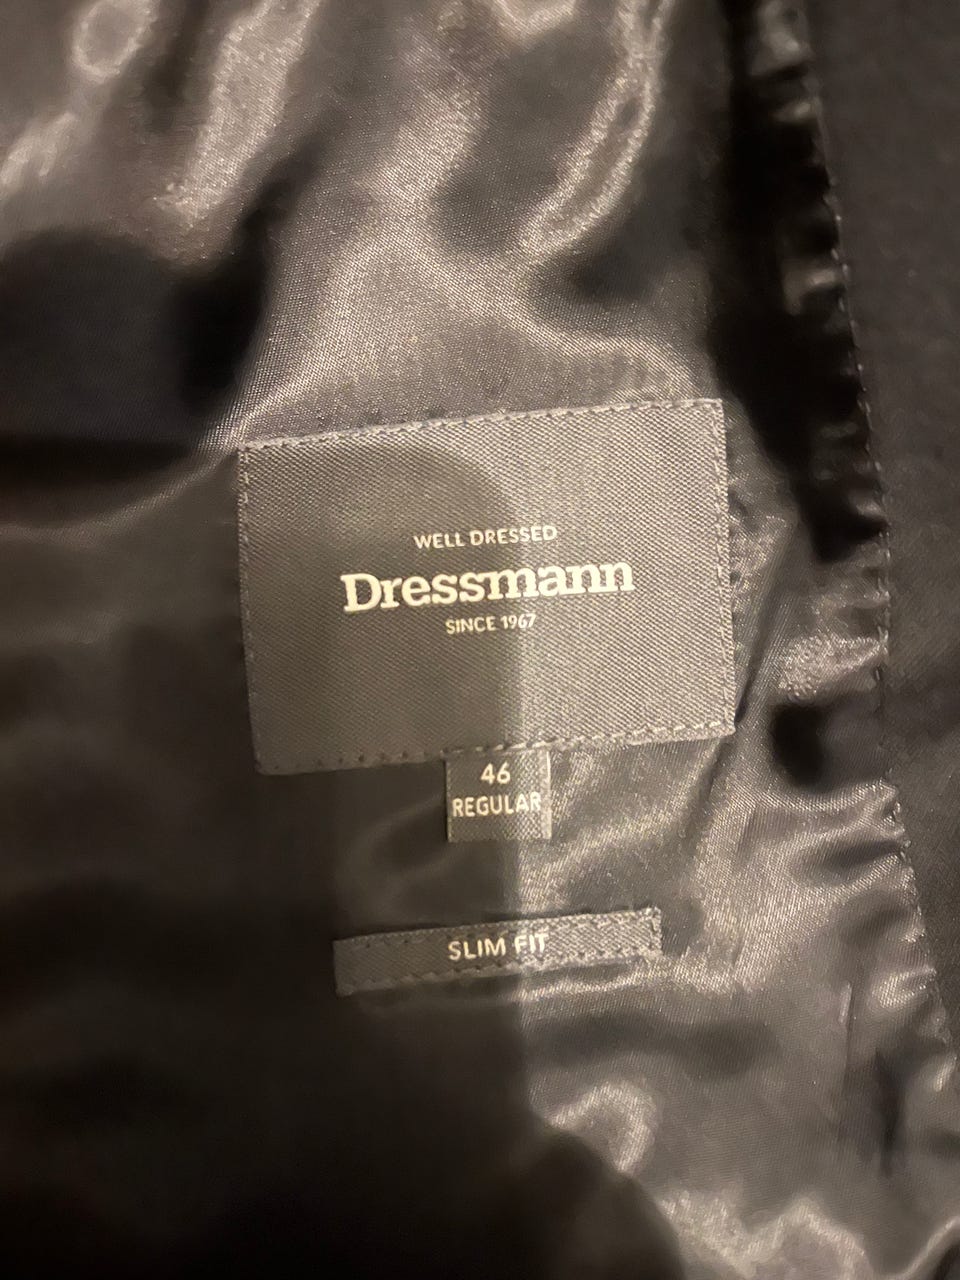 WELL DRESSED
Dressmann
SINCE 1967
46
REGULAR
SLIM FIT